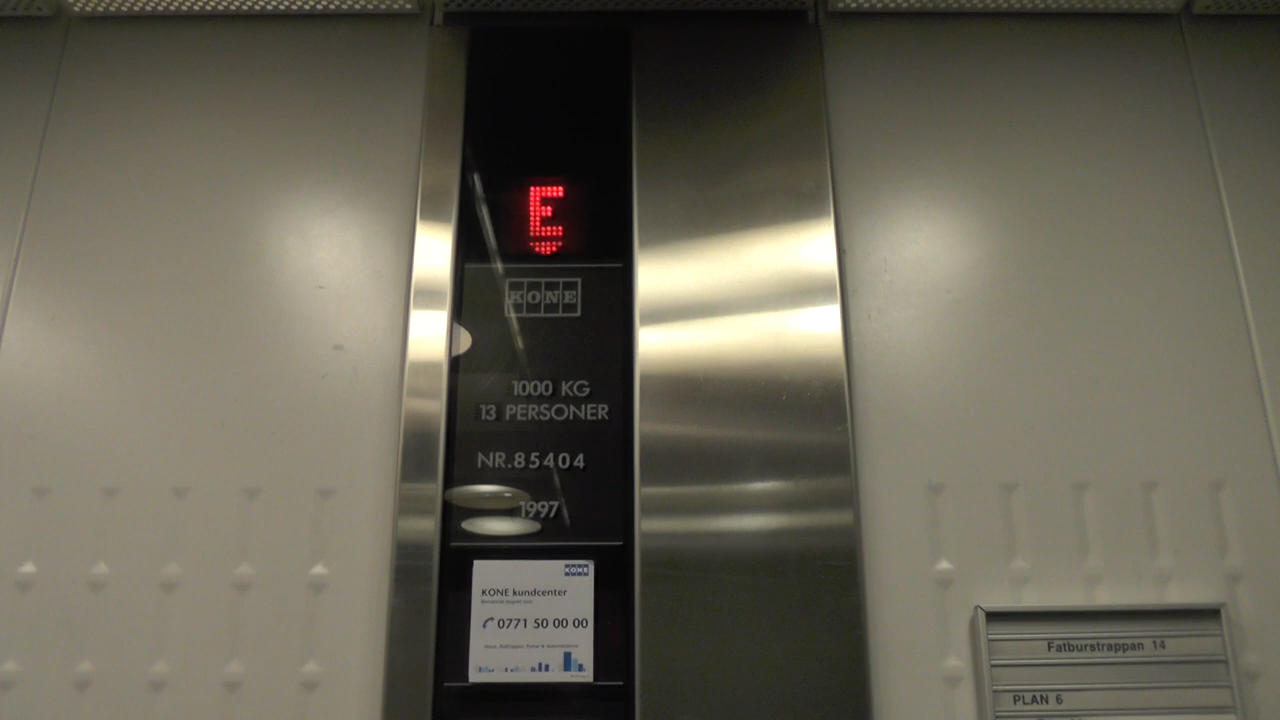 E
KONE
1000 KG
13 PERSONER
NR.85404
1997
KONE
KONE kundcenter
0771 50 00 00
Fatburstrappan 14
PLAN 6